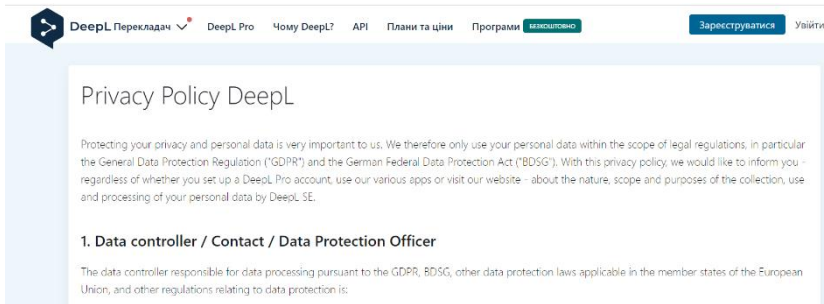 DeepL Перекладач DeepL Pro Чому DeepL? API Плани та ціни Програми БЕЗКОШТОВНО Зареєструватися Увійти
Privacy Policy DeepL
Protecting your privacy and personal data is very important to us. We therefore only use your personal data within the scope of legal regulations, in particular
the General Data Protection Regulation ("GDPR") and the German Federal Data Protection Act ("BDSG"). With this privacy policy, we would like to inform you -
regardless of whether you set up a DeepL Pro account, use our various apps or visit our website - about the nature, scope and purposes of the collection, use
and processing of your personal data by DeepL SE.
1. Data controller / Contact / Data Protection Officer
The data controller responsible for data processing pursuant to the GDPR, BDSG, other data protection laws applicable in the member states of the European
Union, and other regulations relating to data protection is: